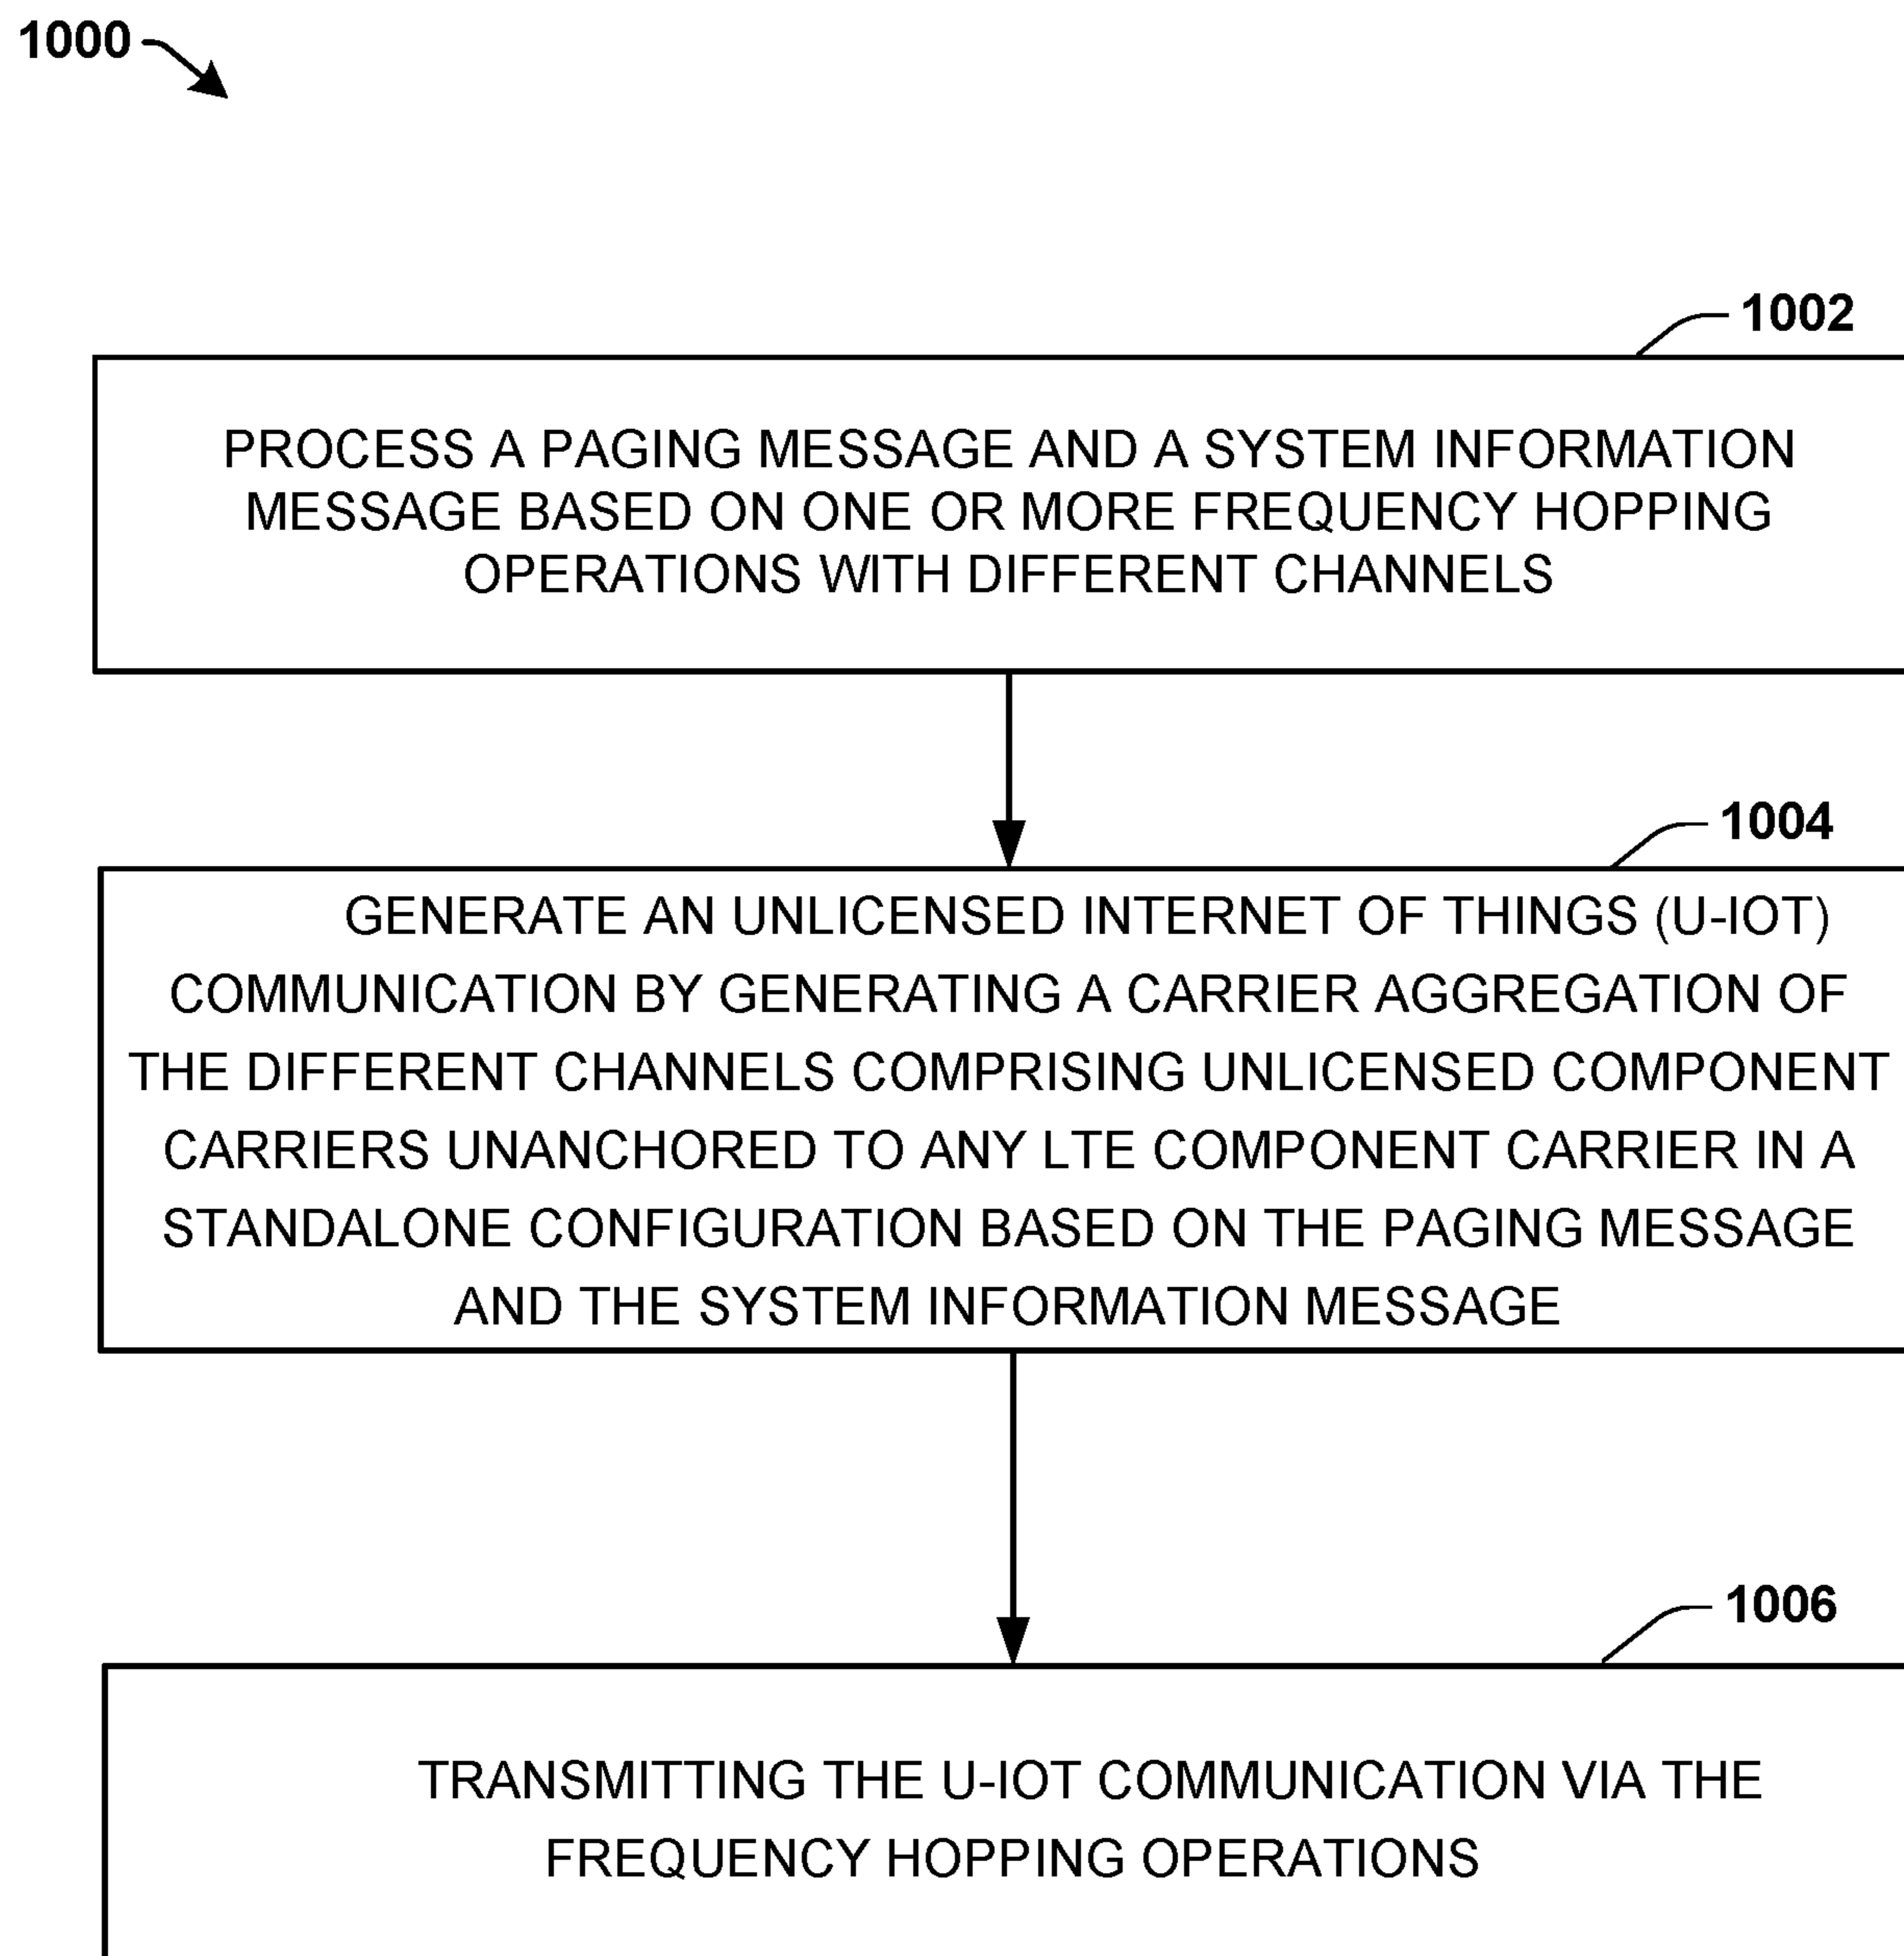 1000
1002
PROCESS A PAGING MESSAGE AND A SYSTEM INFORMATION
MESSAGE BASED ON ONE OR MORE FREQUENCY HOPPING
OPERATIONS WITH DIFFERENT CHANNELS
1004
GENERATE AN UNLICENSED INTERNET OF THINGS (U-IOT)
COMMUNICATION BY GENERATING A CARRIER AGGREGATION OF
THE DIFFERENT CHANNELS COMPRISING UNLICENSED COMPONENT
CARRIERS UNANCHORED TO ANY LTE COMPONENT CARRIER IN A
STANDALONE CONFIGURATION BASED ON THE PAGING MESSAGE
AND THE SYSTEM INFORMATION MESSAGE
1006
TRANSMITTING THE U-IOT COMMUNICATION VIA THE
FREQUENCY HOPPING OPERATIONS